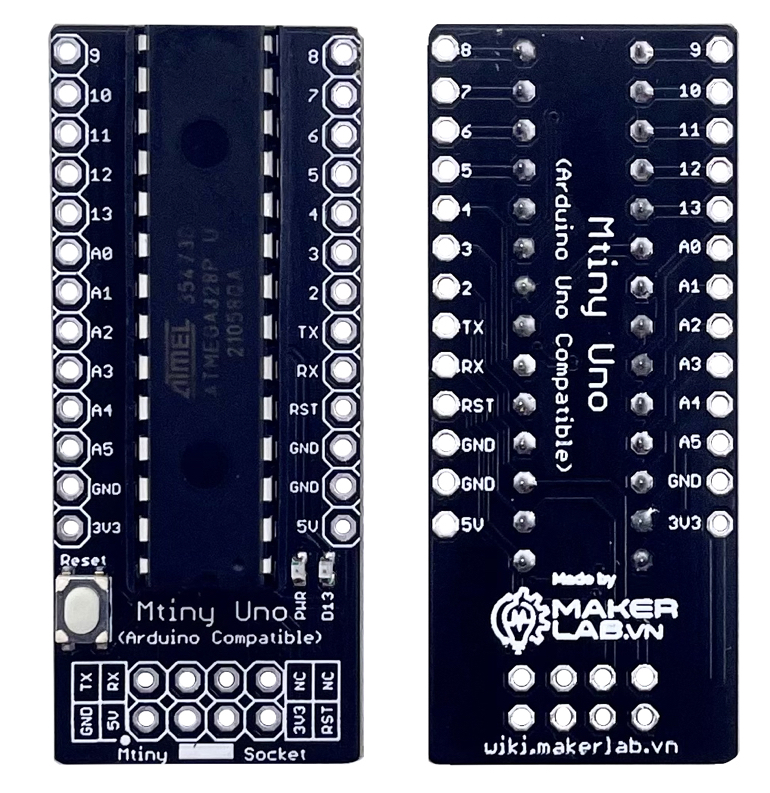 9
10
11
12
13
A0
A1
A2
A3
A4
A5
GND
3V3
8
7
6
5
4
3
2
TX
RX
RST
GND
GND
5V
ATMEL
ATMEGA328P U
Reset
PWR
D13
Mtiny Uno
(Arduino Compatible)
TX RX NC NC
GND 5V 3V3 RST
Mtiny Socket
8
7
6
5
4
3
2
TX
RX
RST
GND
GND
5V
9
10
11
12
13
A0
A1
A2
A3
A4
A5
GND
3V3
Mtiny Uno
(Arduino Uno Compatible)
Made by
MAKER
LAB.VN
wiki.makerlab.vn